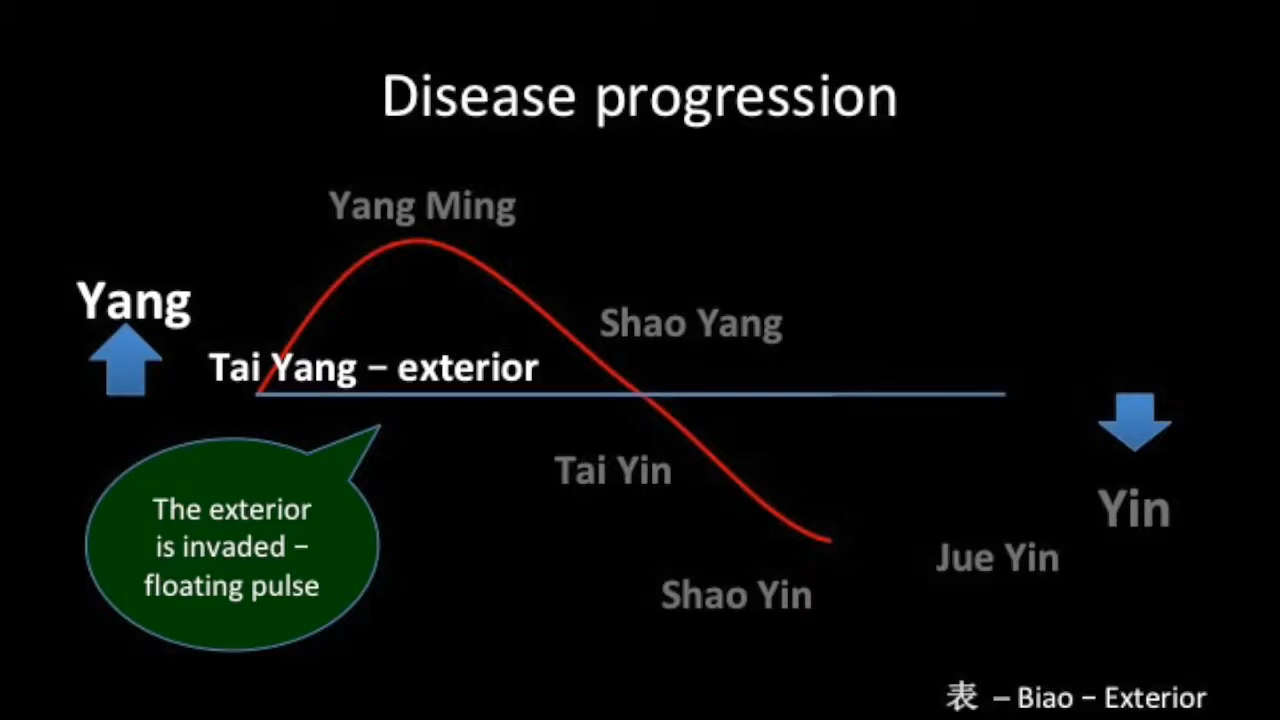 Disease progression
Yang Ming
Yang
Shao Yang
Tai Yang – exterior
The exterior
is invaded –
floating pulse
Tai Yin
Yin
Jue Yin
Shao Yin
表 – Biao – Exterior